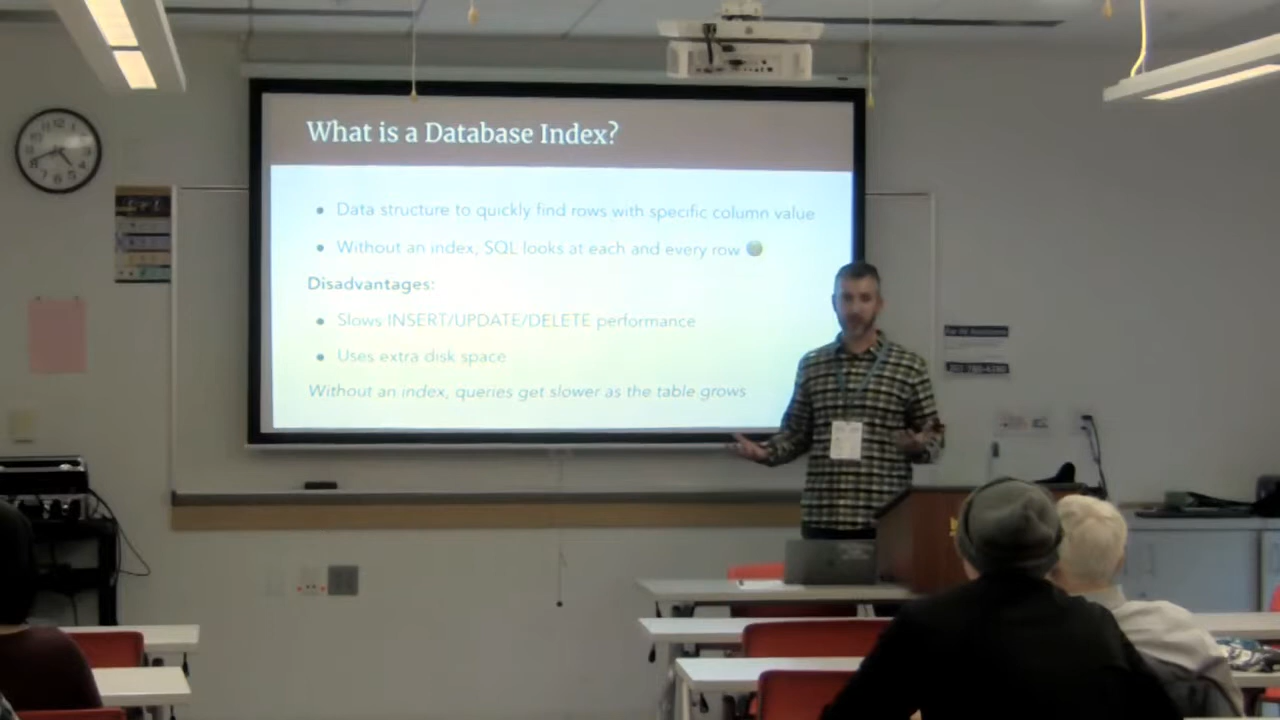 What is a Database Index?
• Data structure to quickly find rows with specific column value
• Without an index, SQL looks at each and every row
Disadvantages:
• Slows INSERT/UPDATE/DELETE performance
• Uses extra disk space
Without an index, queries get slower as the table grows